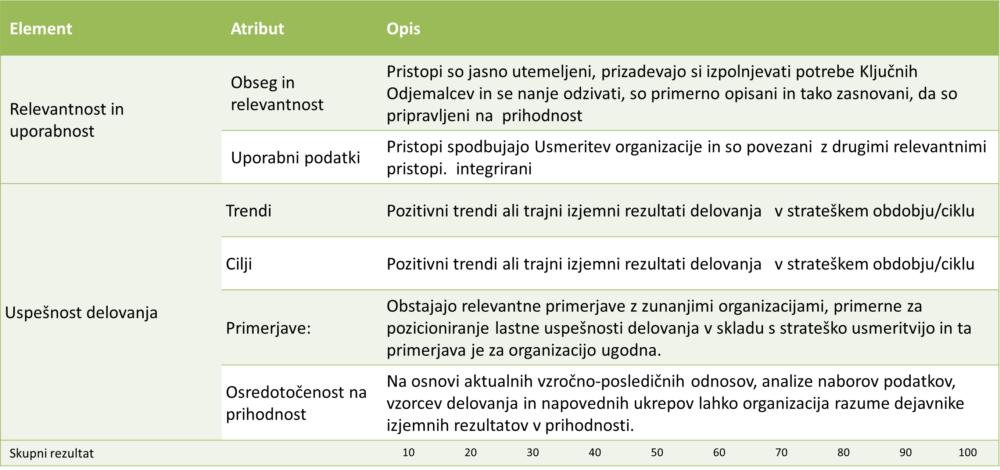 Element Atribut Opis
Relevantnost in
uporabnost
Obseg in
relevantnost
Pristopi so jasno utemeljeni, prizadevajo si izpolnjevati potrebe Ključnih
Odjemalcev in se nanje odzivati, so primerno opisani in tako zasnovani, da so
pripravljeni na  prihodnost
Uporabni podatki
Pristopi spodbujajo Usmeritev organizacije in so povezani  z drugimi relevantnimi
pristopi.  integrirani
Uspešnost delovanja
Trendi
Pozitivni trendi ali trajni izjemni rezultati delovanja   v strateškem obdobju/ciklu
Cilji
Pozitivni trendi ali trajni izjemni rezultati delovanja   v strateškem obdobju/ciklu
Primerjave:
Obstajajo relevantne primerjave z zunanjimi organizacijami, primerne za
pozicioniranje lastne uspešnosti delovanja v skladu s strateško usmeritvijo in ta
primerjava je za organizacijo ugodna.
Osredotočenost na
prihodnost
Na osnovi aktualnih vzročno-posledičnih odnosov, analize naborov podatkov,
vzorcev delovanja in napovednih ukrepov lahko organizacija razume dejavnike
izjemnih rezultatov v prihodnosti.
Skupni rezultat 10 20 30 40 50 60 70 80 90 100